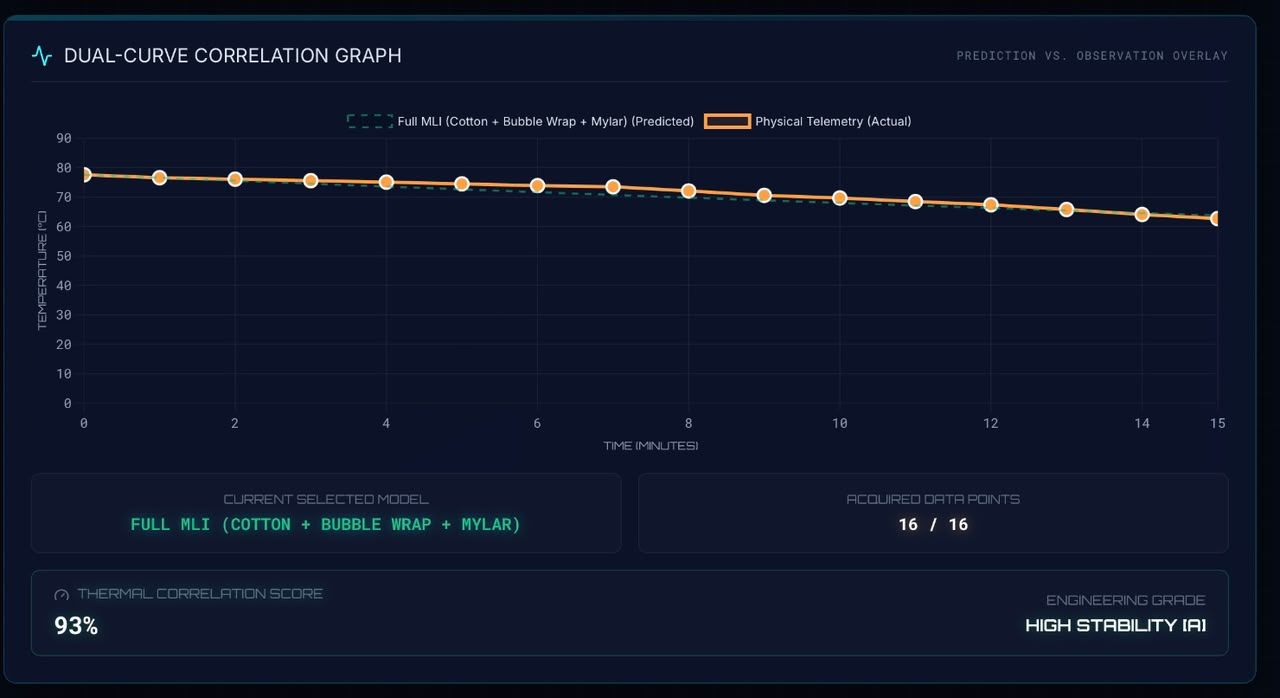 DUAL-CURVE CORRELATION GRAPH
PREDICTION VS. OBSERVATION OVERLAY
Full MLI (Cotton + Bubble Wrap + Mylar) (Predicted)
Physical Telemetry (Actual)
90
80
70
60
50
40
30
20
10
0
TEMPERATURE (°C)
0 2 4 6 8 10 12 14 15
TIME (MINUTES)
CURRENT SELECTED MODEL
FULL MLI (COTTON + BUBBLE WRAP + MYLAR)
ACQUIRED DATA POINTS
16 / 16
THERMAL CORRELATION SCORE
93%
ENGINEERING GRADE
HIGH STABILITY (A)